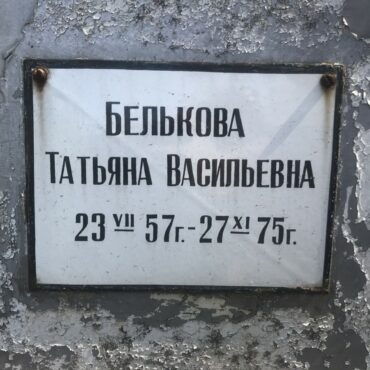 БЕЛЬКОВА
ТАТЬЯНА ВАСИЛЬЕВНА
23 VII 57г.-27 XI 75г.